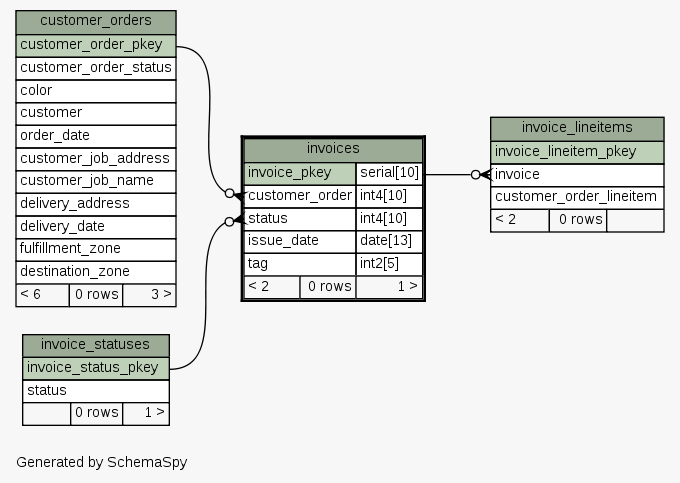 customer_orders
customer_order_pkey
customer_order_status
color
customer
order_date
customer_job_address
customer_job_name
delivery_address
delivery_date
fulfillment_zone
destination_zone
< 6 0 rows 3 >
invoices
invoice_pkey serial[10]
customer_order int4[10]
status int4[10]
issue_date date[13]
tag int2[5]
< 2 0 rows 1 >
invoice_lineitems
invoice_lineitem_pkey
invoice
customer_order_lineitem
< 2 0 rows
invoice_statuses
invoice_status_pkey
status
0 rows 1 >
Generated by SchemaSpy